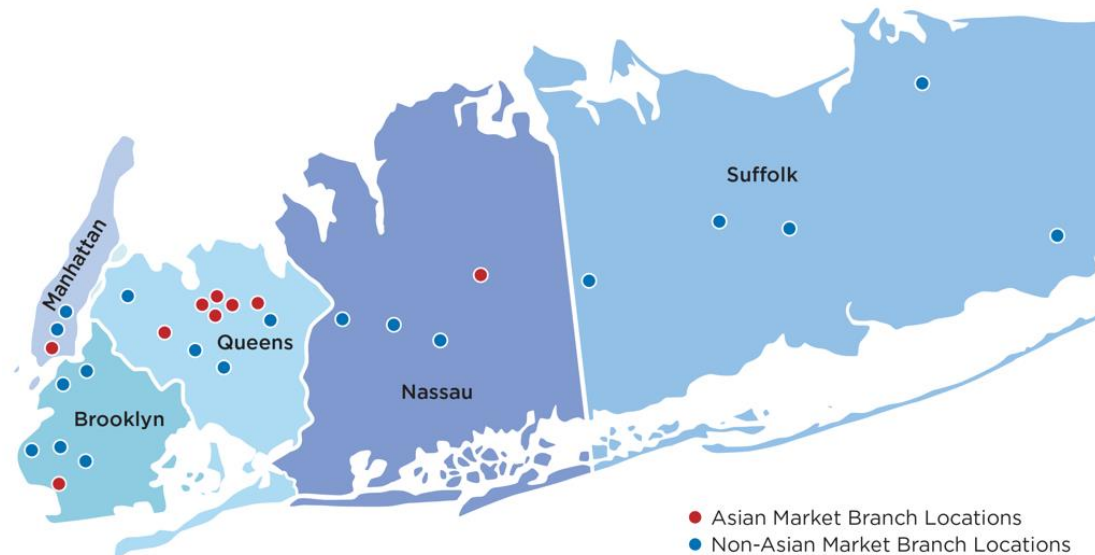 Suffolk
Manhattan
Queens
Nassau
Brooklyn
Asian Market Branch Locations
Non-Asian Market Branch Locations